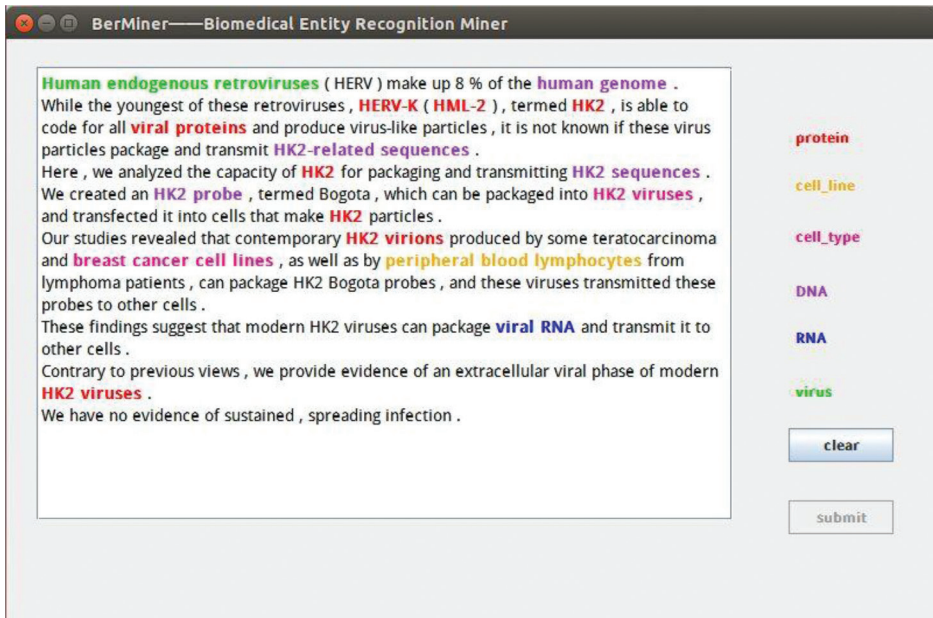 BerMiner——Biomedical Entity Recognition Miner
Human endogenous retroviruses ( HERV ) make up 8 % of the human genome .
While the youngest of these retroviruses , HERV-K ( HML-2 ) , termed HK2 , is able to
code for all viral proteins and produce virus-like particles , it is not known if these virus
particles package and transmit HK2-related sequences .
Here , we analyzed the capacity of HK2 for packaging and transmitting HK2 sequences .
We created an HK2 probe , termed Bogota , which can be packaged into HK2 viruses ,
and transfected it into cells that make HK2 particles .
Our studies revealed that contemporary HK2 virions produced by some teratocarcinoma
and breast cancer cell lines , as well as by peripheral blood lymphocytes from
lymphoma patients , can package HK2 Bogota probes , and these viruses transmitted these
probes to other cells .
These findings suggest that modern HK2 viruses can package viral RNA and transmit it to
other cells .
Contrary to previous views , we provide evidence of an extracellular viral phase of modern
HK2 viruses .
We have no evidence of sustained , spreading infection .
protein
cell_line
cell_type
DNA
RNA
virus
clear
submit